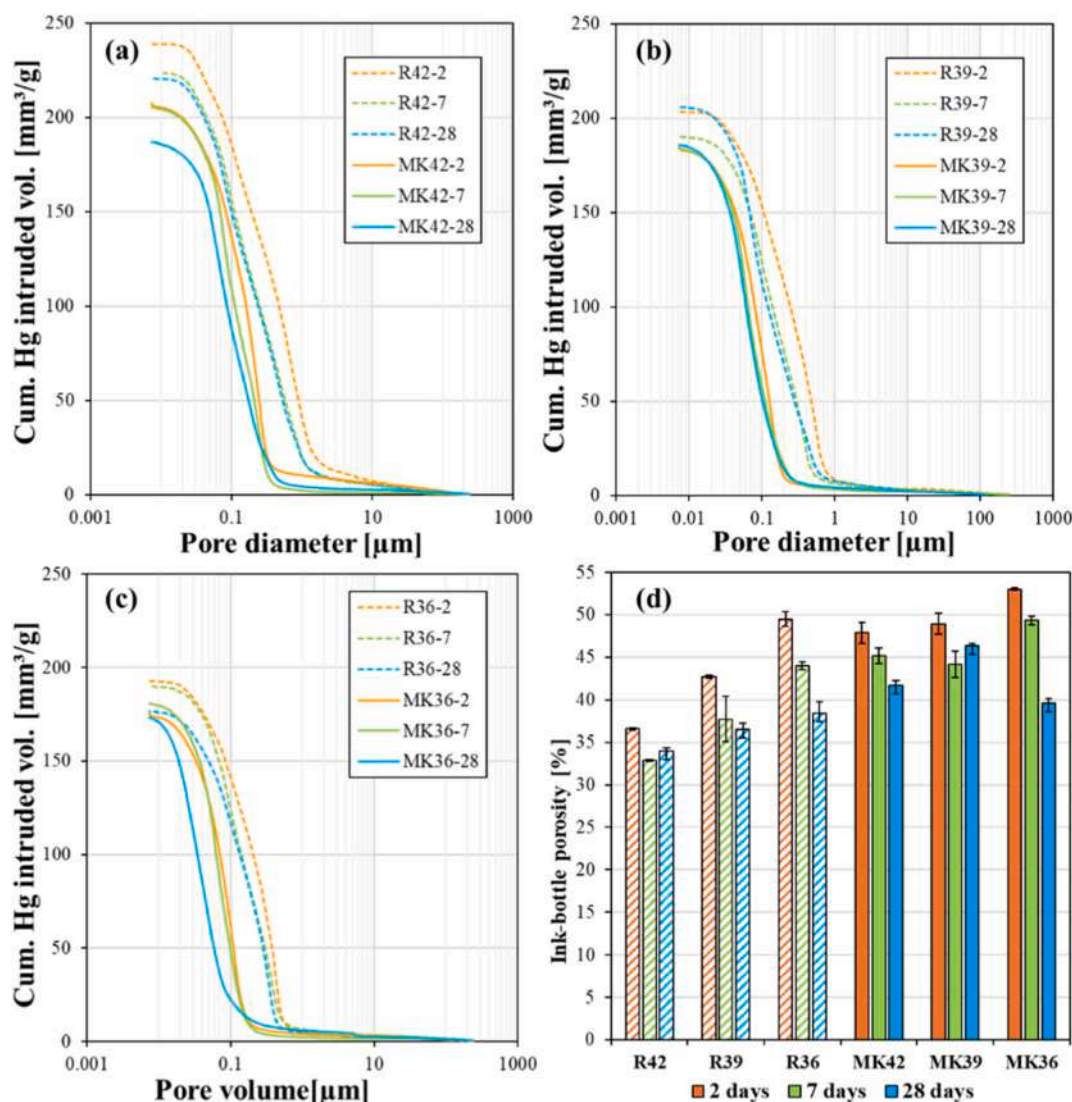 (a)
Cum. Hg intruded vol. [mm³/g]
250
200
150
100
50
0
R42-2
R42-7
R42-28
MK42-2
MK42-7
MK42-28
0.001
0.1
10
1000
Pore diameter [µm]
(b)
Cum. Hg intruded vol. [mm³/g]
250
200
150
100
50
0
R39-2
R39-7
R39-28
MK39-2
MK39-7
MK39-28
0.001
0.01
0.1
1
10
100
1000
Pore diameter [µm]
(c)
Cum. Hg intruded vol. [mm³/g]
250
200
150
100
50
0
R36-2
R36-7
R36-28
MK36-2
MK36-7
MK36-28
0.001
0.1
10
1000
Pore volume[µm]
(d)
Ink-bottle porosity [%]
55
50
45
40
35
30
25
20
15
10
5
0
R42
R39
R36
MK42
MK39
MK36
2 days
7 days
28 days